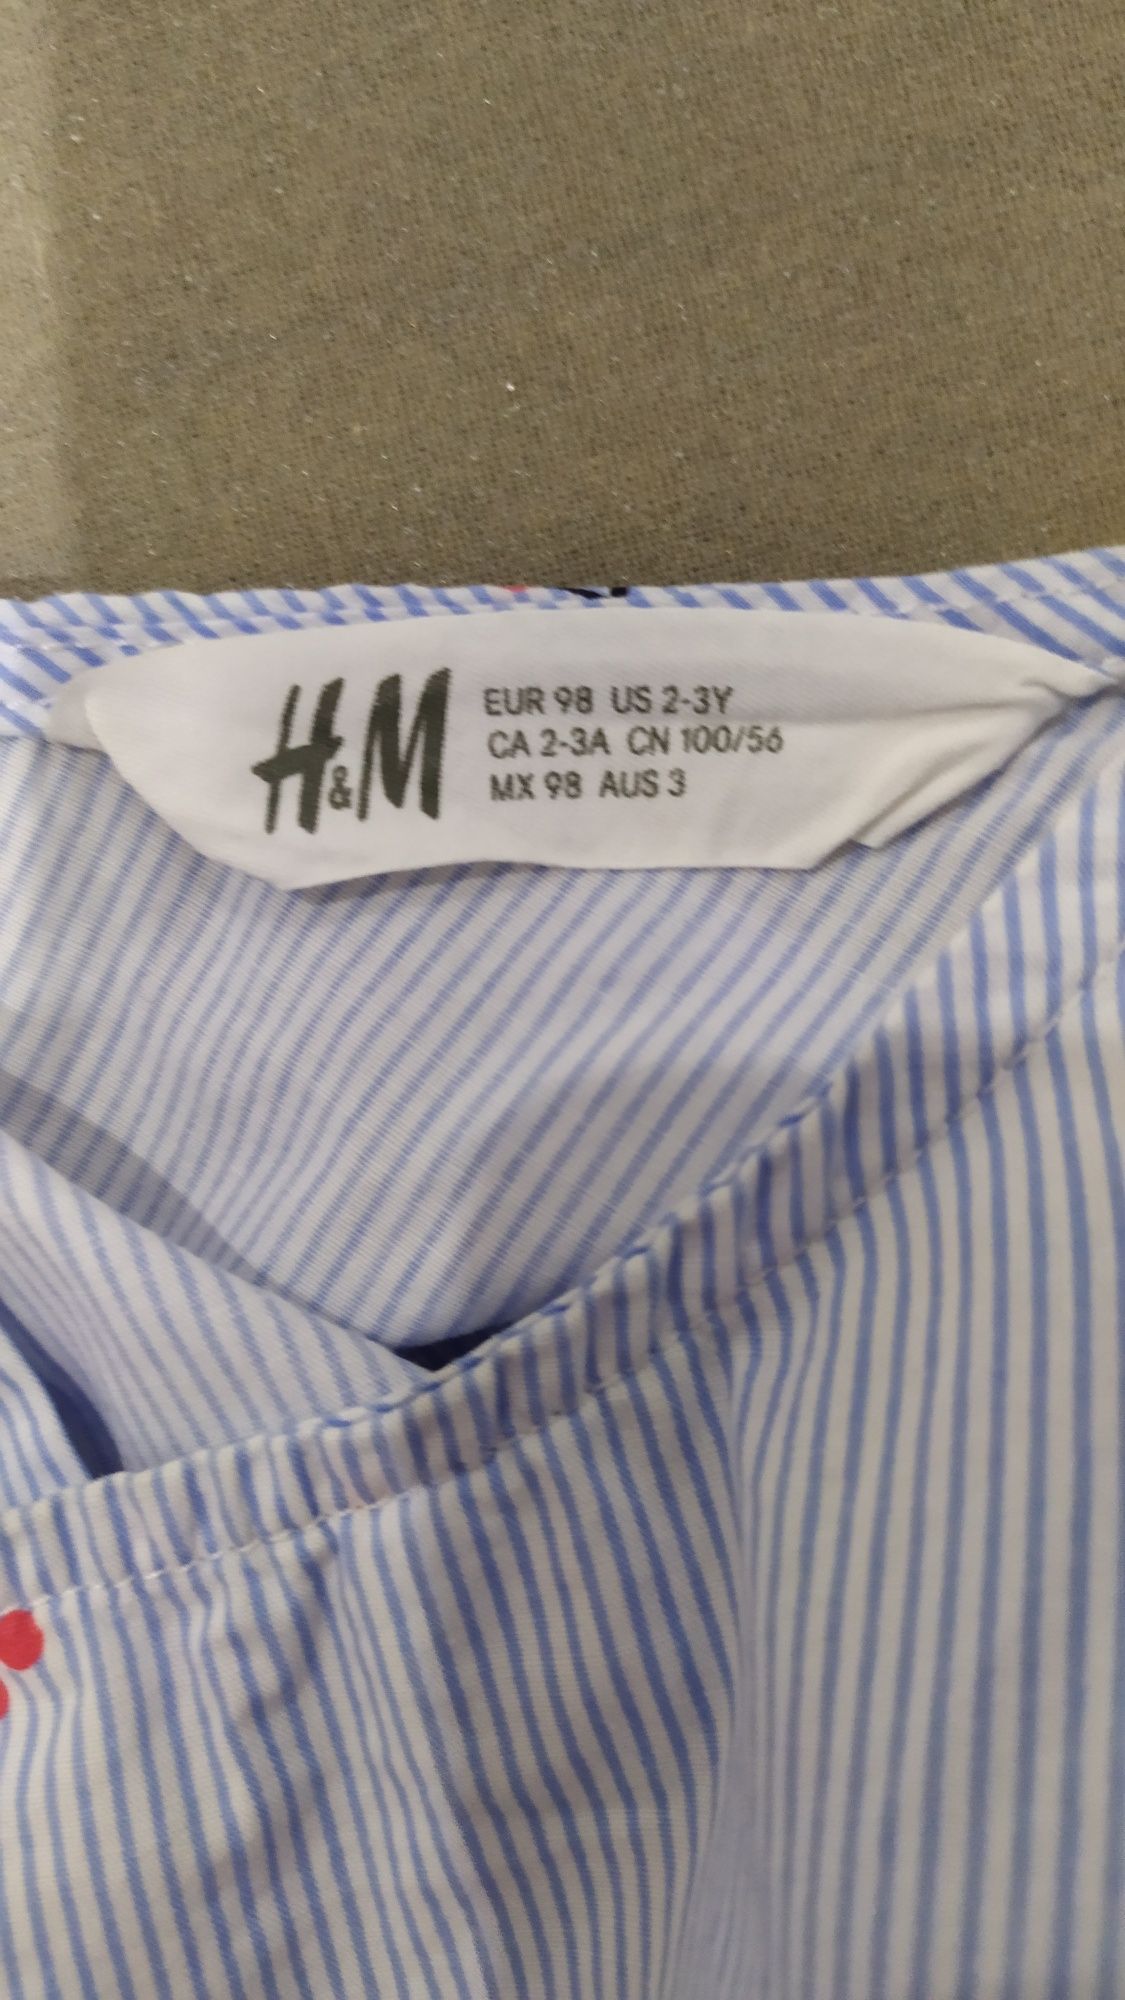 H&M
EUR 98 US 2-3Y
CA 2-3A CN 100/56
MX 98 AUS 3